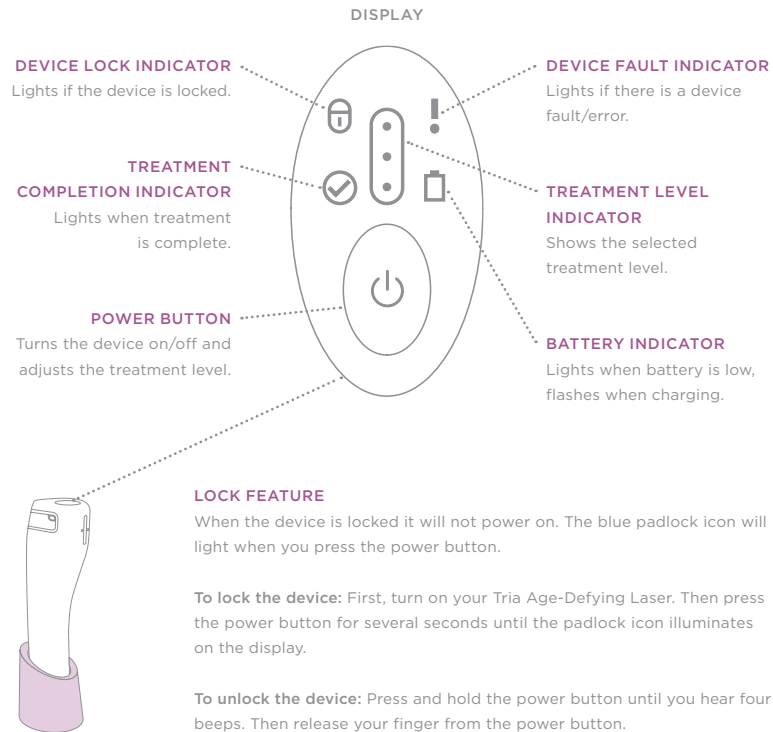 DISPLAY
DEVICE LOCK INDICATOR
Lights if the device is locked.
TREATMENT
COMPLETION INDICATOR
Lights when treatment
is complete.
POWER BUTTON
Turns the device on/off and
adjusts the treatment level.
DEVICE FAULT INDICATOR
Lights if there is a device
fault/error.
TREATMENT LEVEL
INDICATOR
Shows the selected
treatment level.
BATTERY INDICATOR
Lights when battery is low,
flashes when charging.
LOCK FEATURE
When the device is locked it will not power on. The blue padlock icon will
light when you press the power button.
To lock the device: First, turn on your Tria Age-Defying Laser. Then press
the power button for several seconds until the padlock icon illuminates
on the display.
To unlock the device: Press and hold the power button until you hear four
beeps. Then release your finger from the power button.